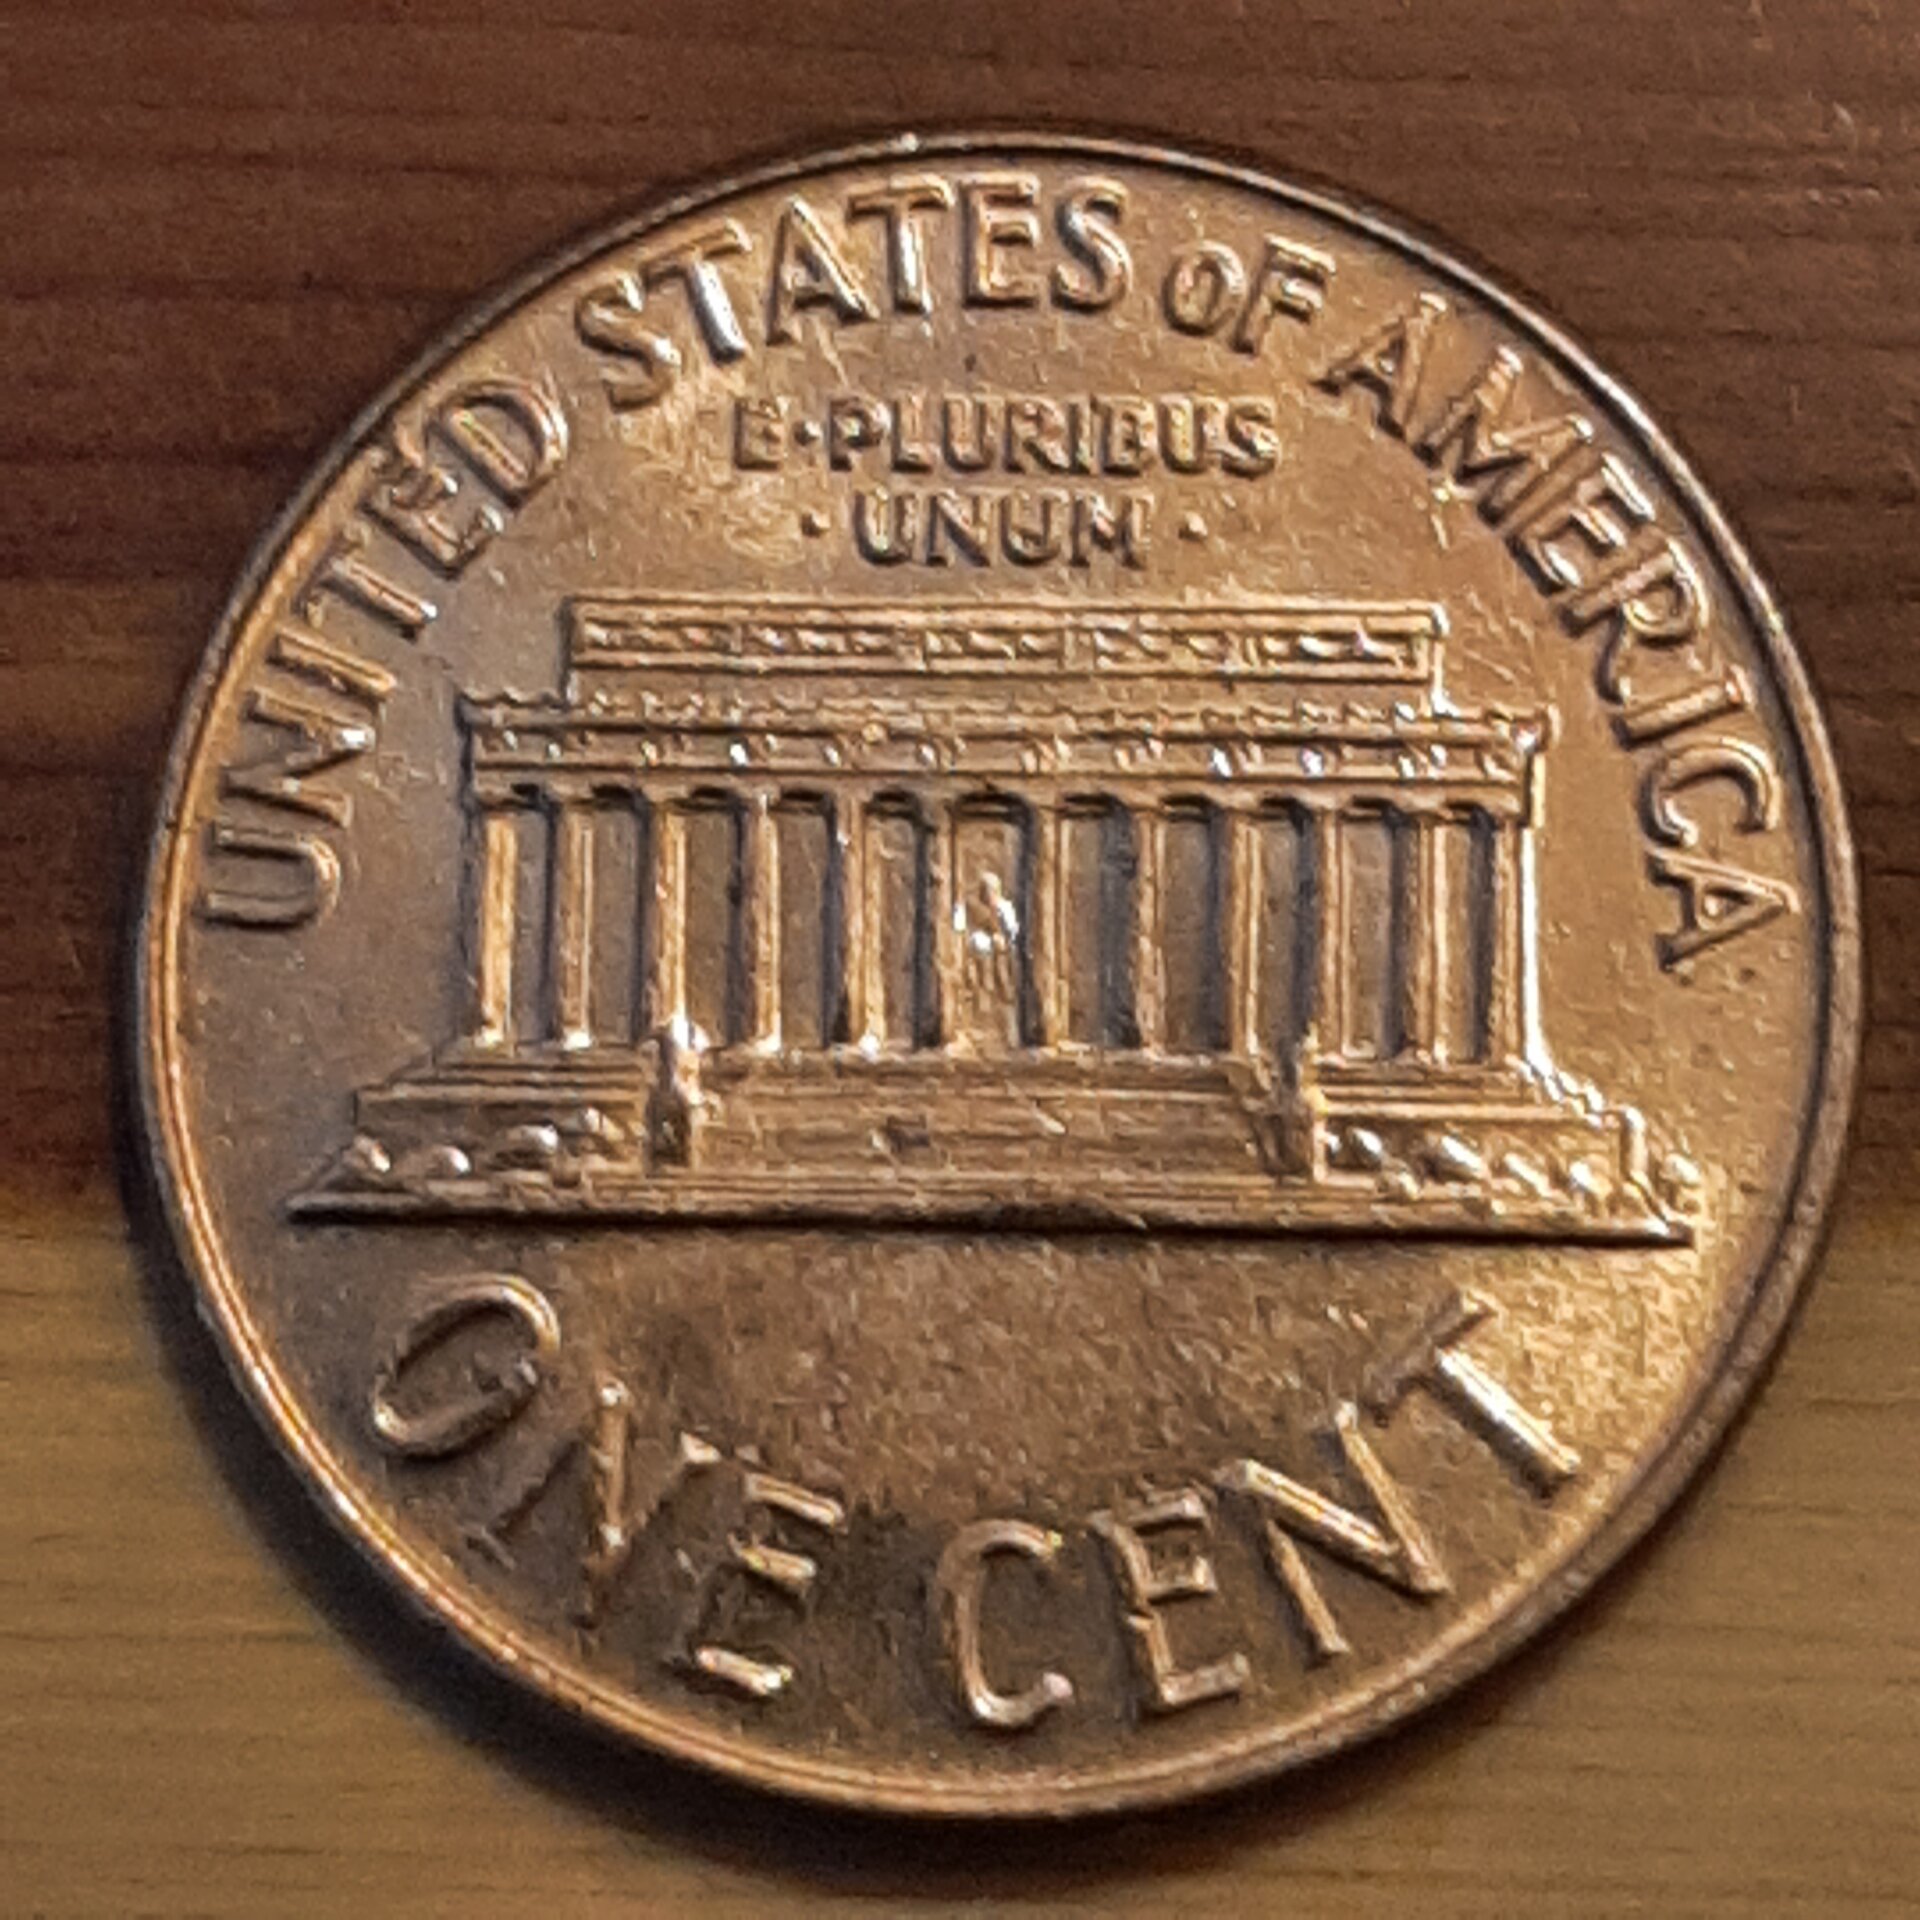 UNITED STATES OF AMERICA
E·PLURIBUS
·UNUM·
ONE CENT